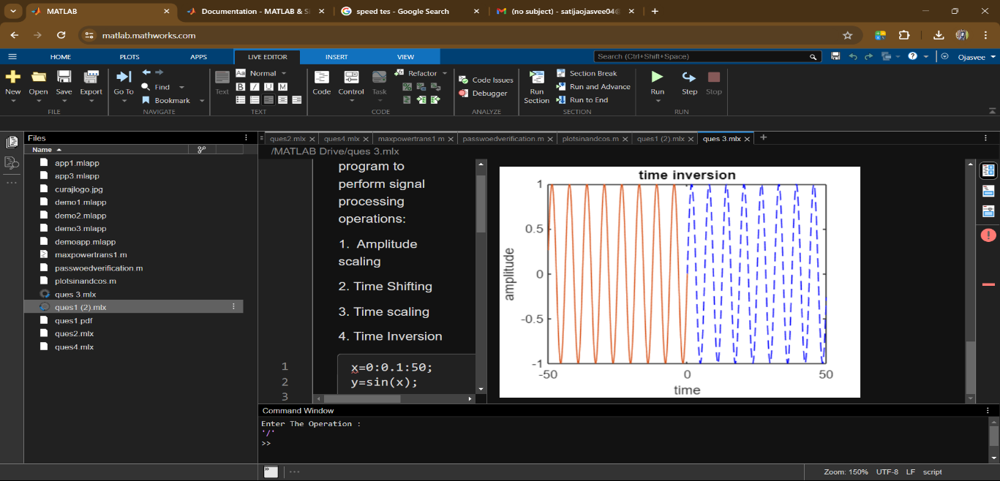 MATLAB
Documentation - MATLAB & Si
speed tes - Google Search
(no subject) - satijaojasvee04@
matlab.mathworks.com
HOME PLOTS APPS LIVE EDITOR INSERT VIEW
Search (Ctrl+Shift+Space)
Ojasvee
New Open Save Export
FILE
Go To
Find
Bookmark
NAVIGATE
Text
Aa Normal
B I U M
TEXT
Code Control Task
Refactor
CODE
Code Issues
Debugger
ANALYZE
Run
Section
Section Break
Run and Advance
Run to End
SECTION
Run Step Stop
RUN
Files
Name
app1.mlapp
app3.mlapp
curajlogo.jpg
demo1.mlapp
demo2.mlapp
demo3.mlapp
demoapp.mlapp
maxpowertrans1.m
passwoedverification.m
plotsinandcos.m
ques 3.mlx
ques1 (2).mlx
ques1.pdf
ques2.mlx
ques4.mlx
ques2.mlx ques4.mlx maxpowertrans1.m passwoedverification.m plotsinandcos.m ques1 (2).mlx ques 3.mlx
/MATLAB Drive/ques 3.mlx
program to
perform signal
processing
operations:
1. Amplitude
scaling
2. Time Shifting
3. Time scaling
4. Time Inversion
1 x=0:0.1:50;
2 y=sin(x);
3
time inversion
amplitude
1
0.5
0
-0.5
-1
-50 0 50
time
Command Window
Enter The Operation :
'/'
>>
Zoom: 150% UTF-8 LF script